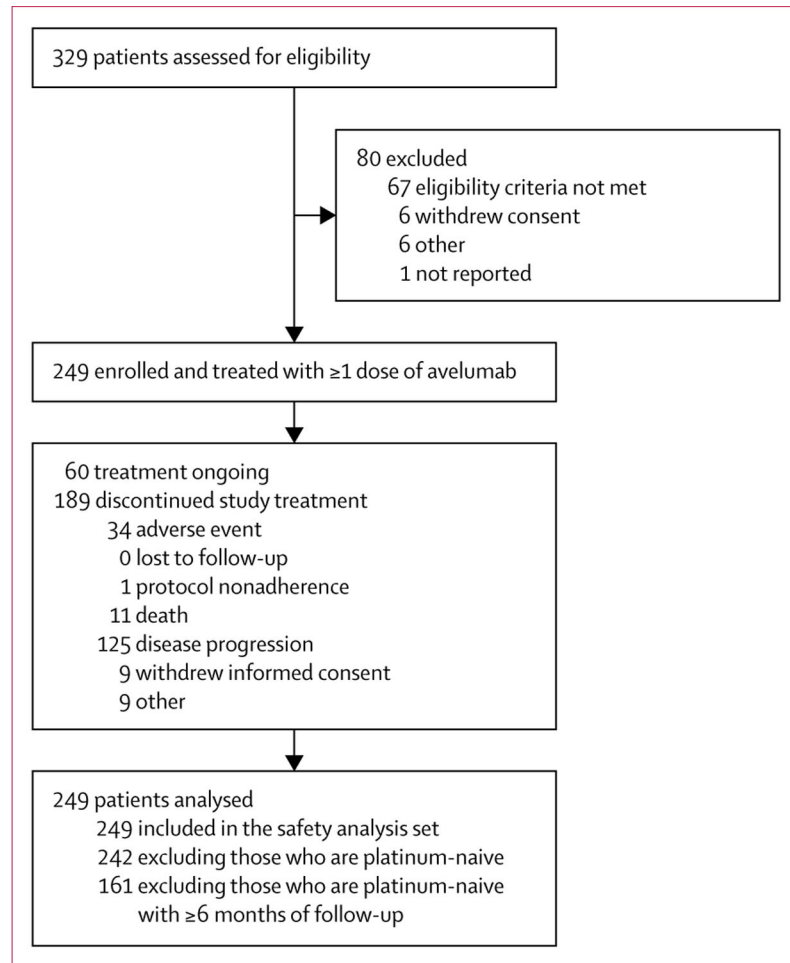 329 patients assessed for eligibility
80 excluded
67 eligibility criteria not met
6 withdrew consent
6 other
1 not reported
249 enrolled and treated with ≥1 dose of avelumab
60 treatment ongoing
189 discontinued study treatment
34 adverse event
0 lost to follow-up
1 protocol nonadherence
11 death
125 disease progression
9 withdrew informed consent
9 other
249 patients analysed
249 included in the safety analysis set
242 excluding those who are platinum-naive
161 excluding those who are platinum-naive
with ≥6 months of follow-up